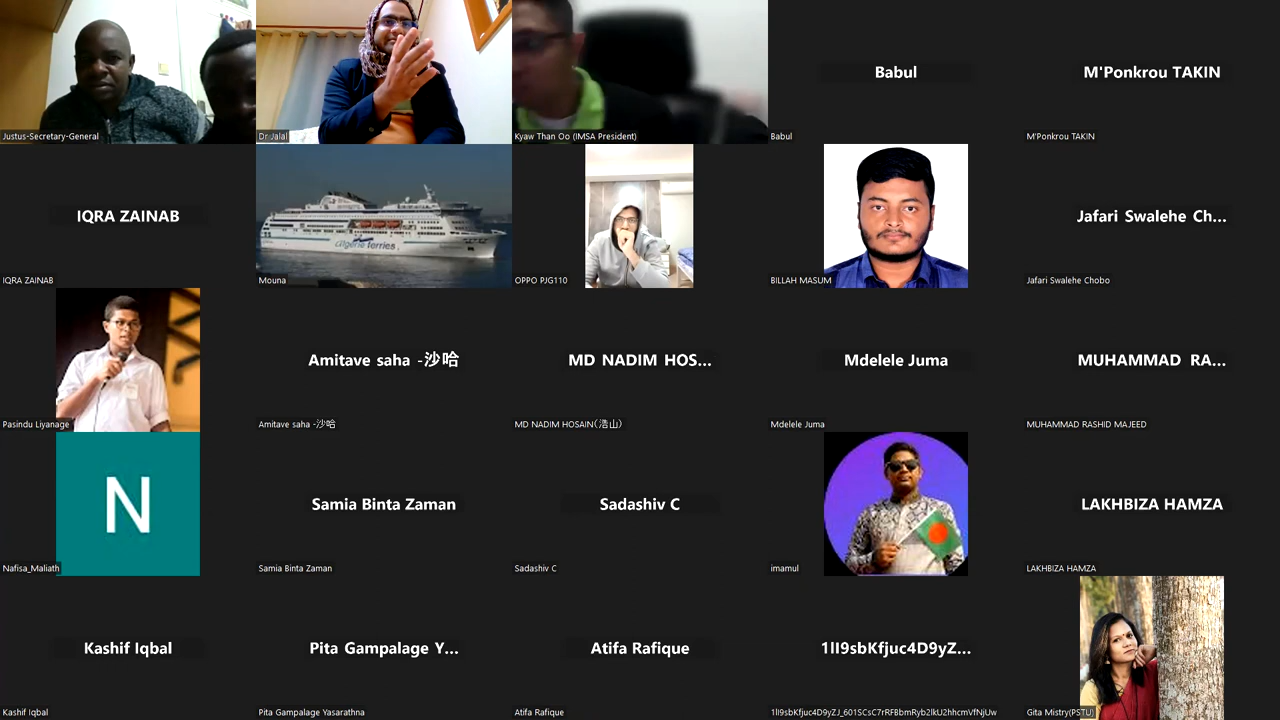 Justus-Secretary-General
Dr Jalal
Kyaw Than Oo (IMSA President)
Babul
Babul
M'Ponkrou TAKIN
M'Ponkrou TAKIN
IQRA ZAINAB
IQRA ZAINAB
algérie ferries
Mouna
OPPO PJG110
BILLAH MASUM
Jafari Swalehe Ch...
Jafari Swalehe Chobo
Pasindu Liyanage
Amitave saha -沙哈
Amitave saha -沙哈
MD NADIM HOS...
MD NADIM HOSAIN(浩山)
Mdelele Juma
Mdelele Juma
MUHAMMAD RA...
MUHAMMAD RASHID MAJEED
N
Nafisa_Maliath
Samia Binta Zaman
Samia Binta Zaman
Sadashiv C
Sadashiv C
imamul
LAKHBIZA HAMZA
LAKHBIZA HAMZA
Kashif Iqbal
Kashif Iqbal
Pita Gampalage Y...
Pita Gampalage Yasarathna
Atifa Rafique
Atifa Rafique
Gita Mistry(PSTU)